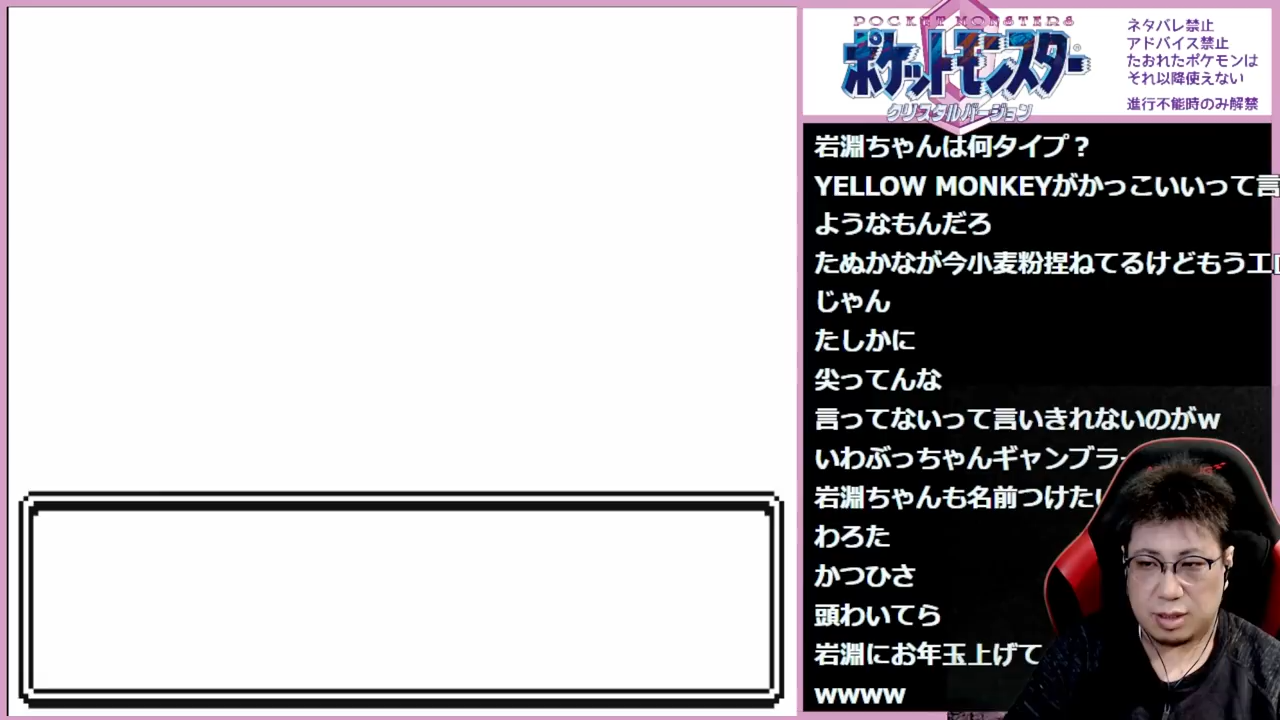 POCKET MONSTERS
ポケットモンスター
クリスタルバージョン
ネタバレ禁止
アドバイス禁止
たおれたポケモンは
それ以降使えない
進行不能時のみ解禁
岩淵ちゃんは何タイプ？
YELLOW MONKEYがかっこいいって言
ようなもんだろ
たぬかなが今小麦粉捏ねてるけどもうエ
じゃん
たしかに
尖ってんな
言ってないって言いきれないのがw
いわぶっちゃんギャンブラー
岩淵ちゃんも名前つけたい
わろた
かつひさ
頭わいてら
岩淵にお年玉上げて
wwww